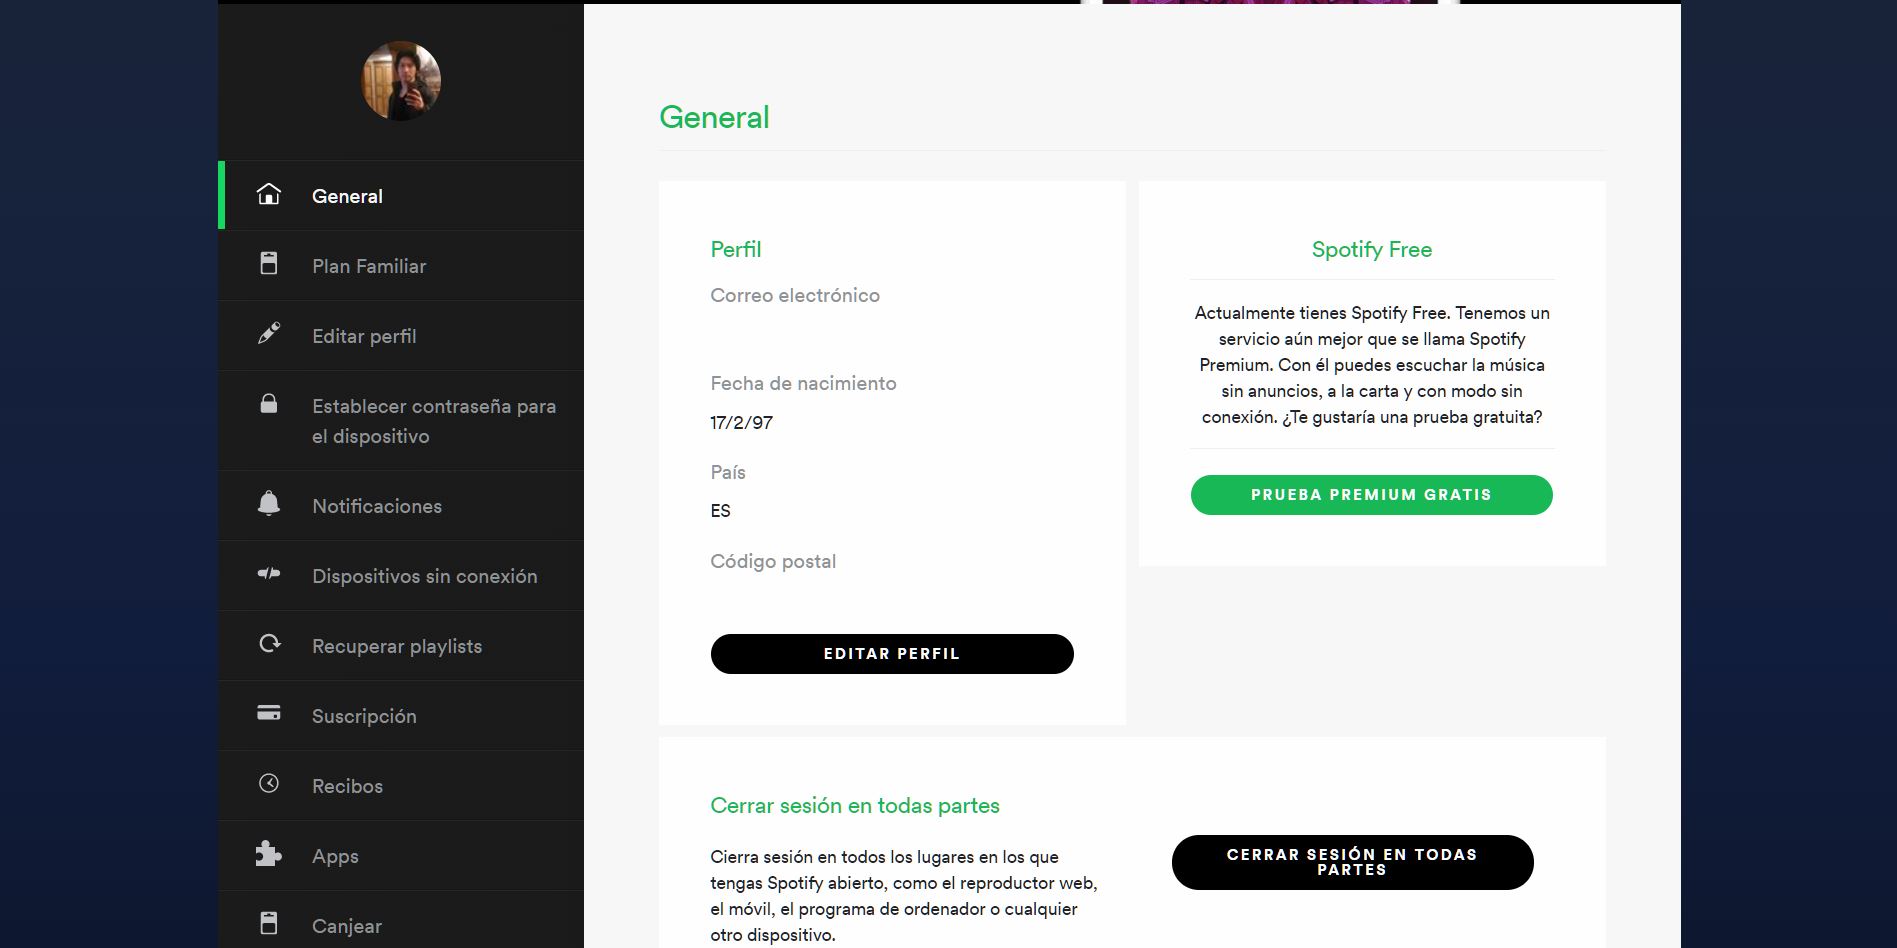 General
Plan Familiar
Editar perfil
Establecer contraseña para
el dispositivo
Notificaciones
Dispositivos sin conexión
Recuperar playlists
Suscripción
Recibos
Apps
Canjear
General
Perfil
Correo electrónico
Fecha de nacimiento
17/2/97
País
ES
Código postal
EDITAR PERFIL
Spotify Free
Actualmente tienes Spotify Free. Tenemos un
servicio aún mejor que se llama Spotify
Premium. Con él puedes escuchar la música
sin anuncios, a la carta y con modo sin
conexión. ¿Te gustaría una prueba gratuita?
PRUEBA PREMIUM GRATIS
Cerrar sesión en todas partes
Cierra sesión en todos los lugares en los que
tengas Spotify abierto, como el reproductor web,
el móvil, el programa de ordenador o cualquier
otro dispositivo.
CERRAR SESIÓN EN TODAS
PARTES